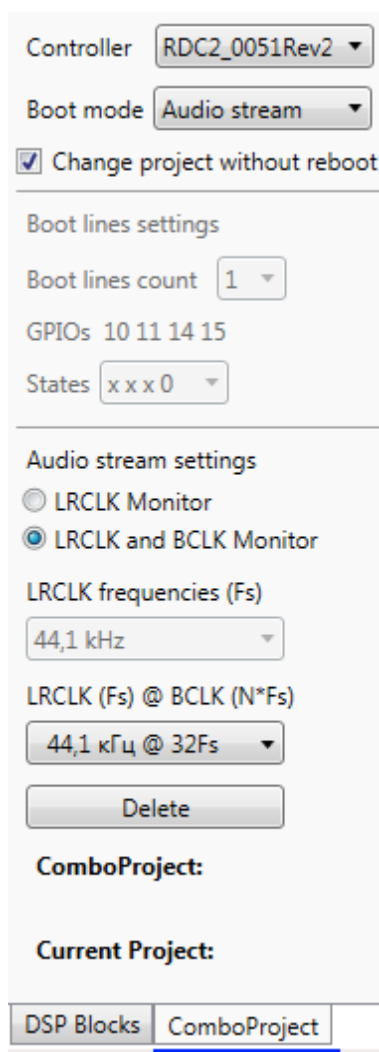 Controller RDC2_0051Rev2
Boot mode Audio stream
Change project without reboot
Boot lines settings
Boot lines count 1
GPIOs 10 11 14 15
States x x x 0
Audio stream settings
LRCLK Monitor
LRCLK and BCLK Monitor
LRCLK frequencies (Fs)
44,1 kHz
LRCLK (Fs) @ BCLK (N*Fs)
44,1 кГц @ 32Fs
Delete
ComboProject:
Current Project:
DSP Blocks ComboProject